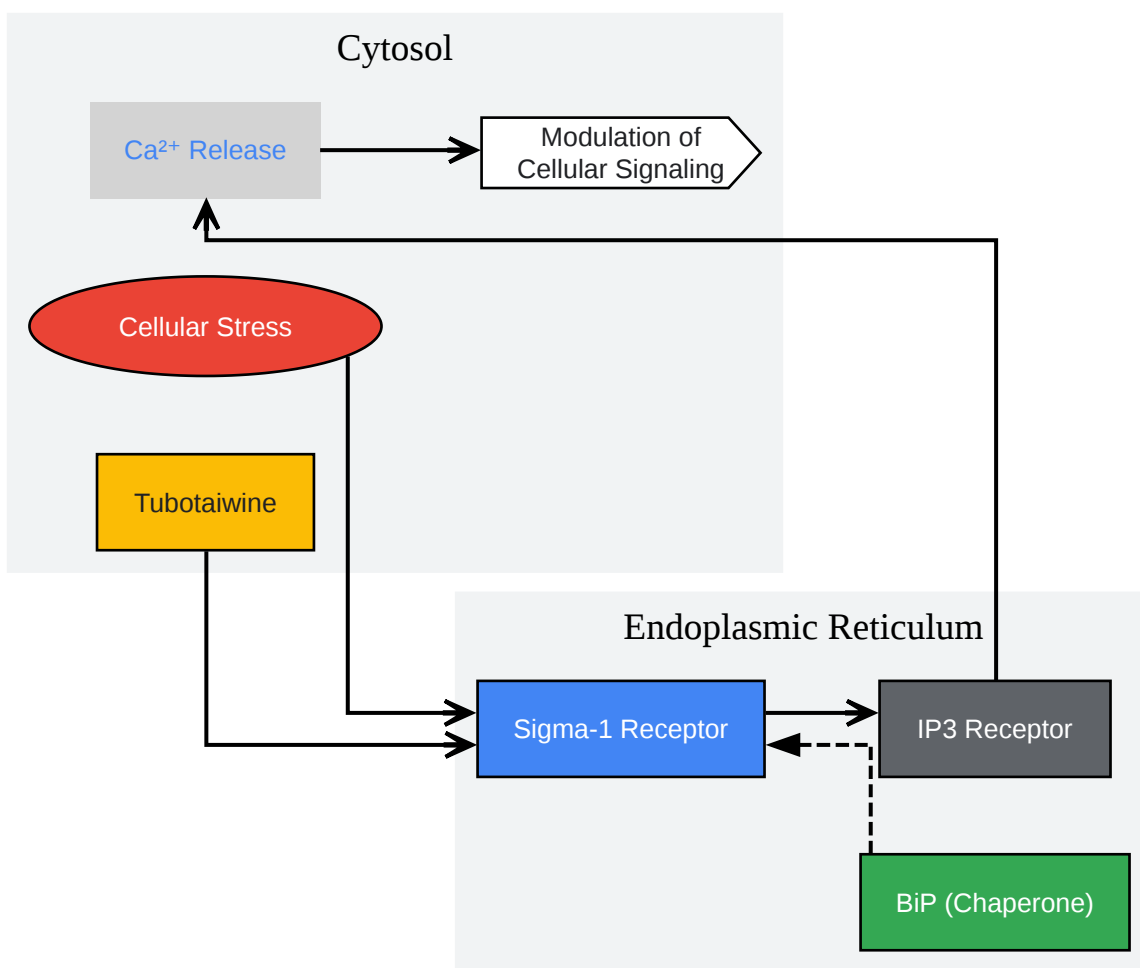 Cytosol
Ca²⁺ Release
Modulation of
Cellular Signaling
Cellular Stress
Tubotaiwine
Endoplasmic Reticulum
Sigma-1 Receptor
IP3 Receptor
BiP (Chaperone)